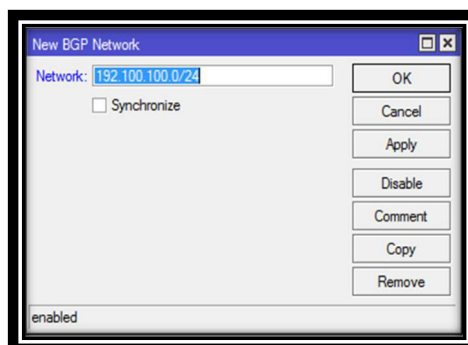 New BGP Network
Network: 192.100.100.0/24
Synchronize
OK
Cancel
Apply
Disable
Comment
Copy
Remove
enabled